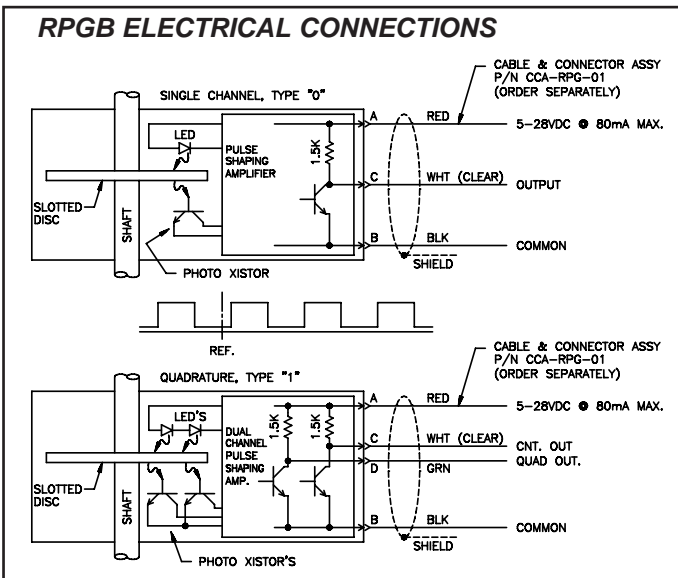 RPGB ELECTRICAL CONNECTIONS
CABLE & CONNECTOR ASSY
P/N CCA-RPG-01
(ORDER SEPARATELY)
SINGLE CHANNEL, TYPE "0"
A
RED
5-28VDC @ 80mA MAX.
LED
PULSE
SHAPING
AMPLIFIER
1.5K
C
WHT (CLEAR)
OUTPUT
SLOTTED
DISC
SHAFT
B
BLK
COMMON
SHIELD
PHOTO XISTOR
REF.
CABLE & CONNECTOR ASSY
P/N CCA-RPG-01
(ORDER SEPARATELY)
QUADRATURE, TYPE "1"
A
RED
5-28VDC @ 80mA MAX.
LED'S
DUAL
CHANNEL
PULSE
SHAPING
AMP.
1.5K
1.5K
C
WHT (CLEAR)
CNT. OUT
D
GRN
QUAD OUT.
SLOTTED
DISC
SHAFT
B
BLK
COMMON
SHIELD
PHOTO XISTOR'S